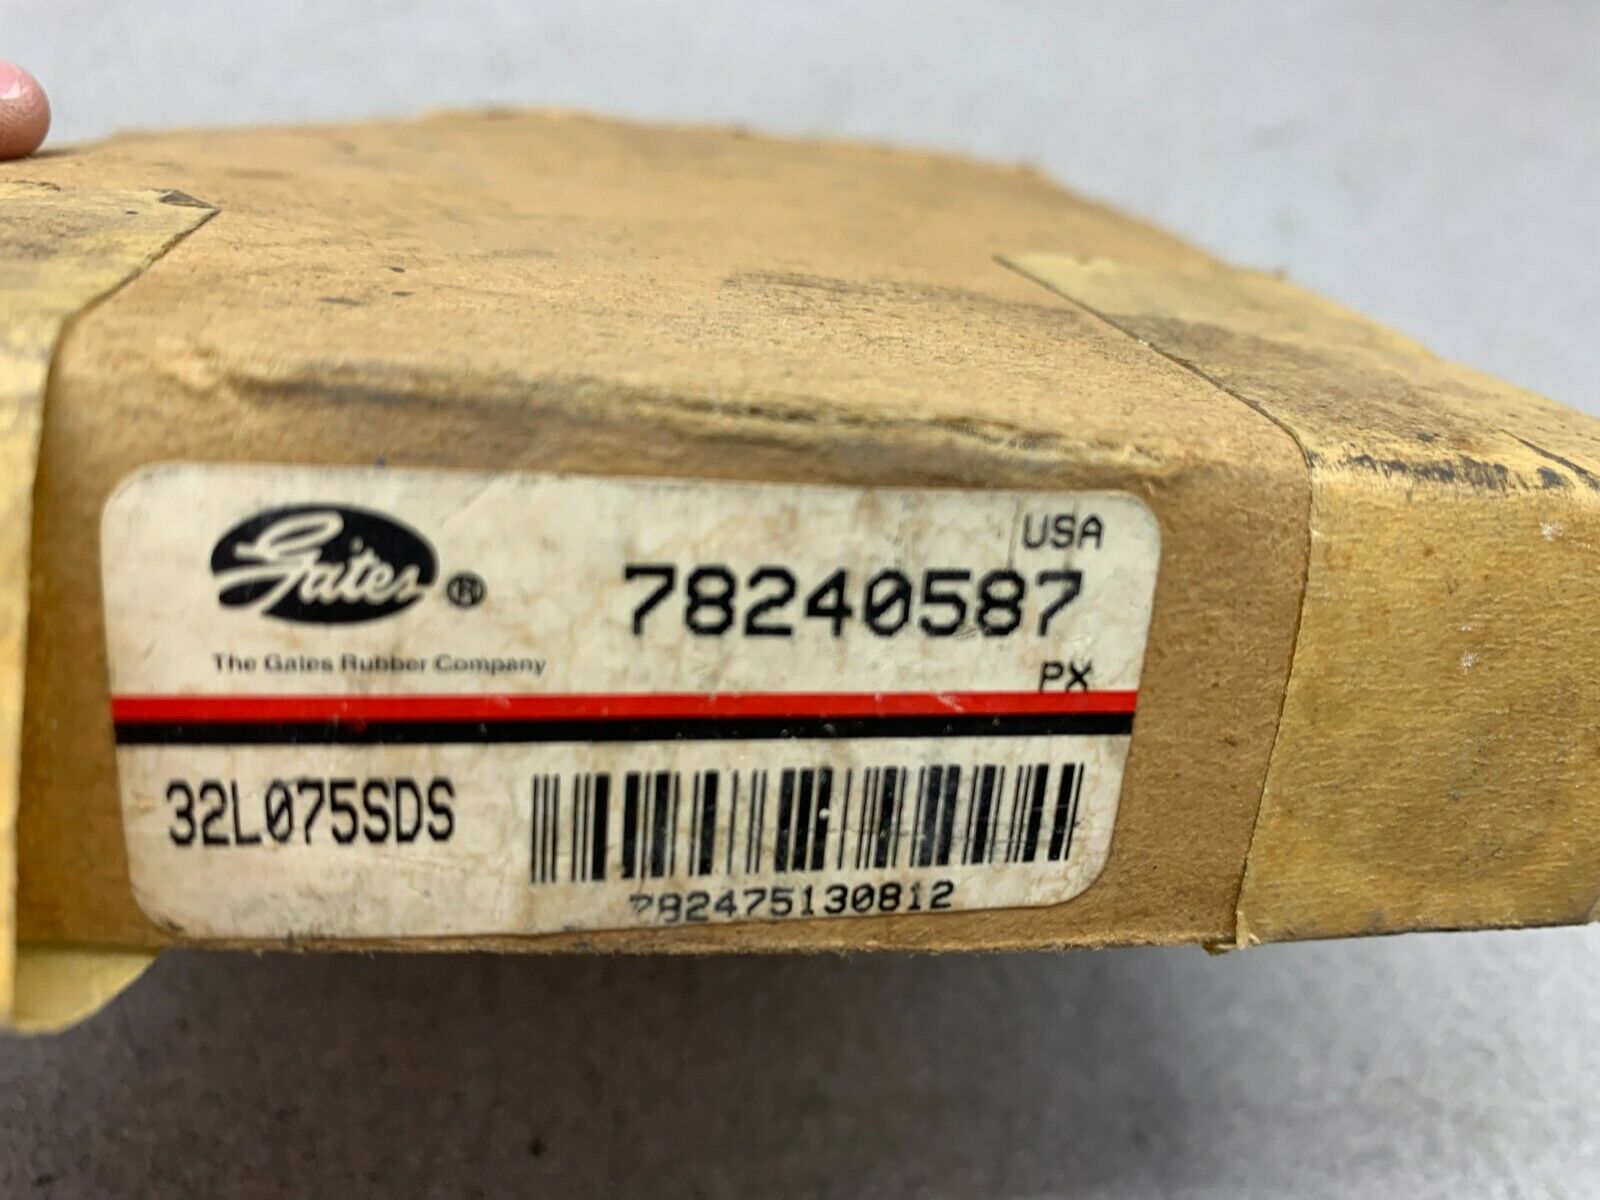 Gates ®
The Gates Rubber Company
USA
78240587
PX
32L075SDS
782475130812